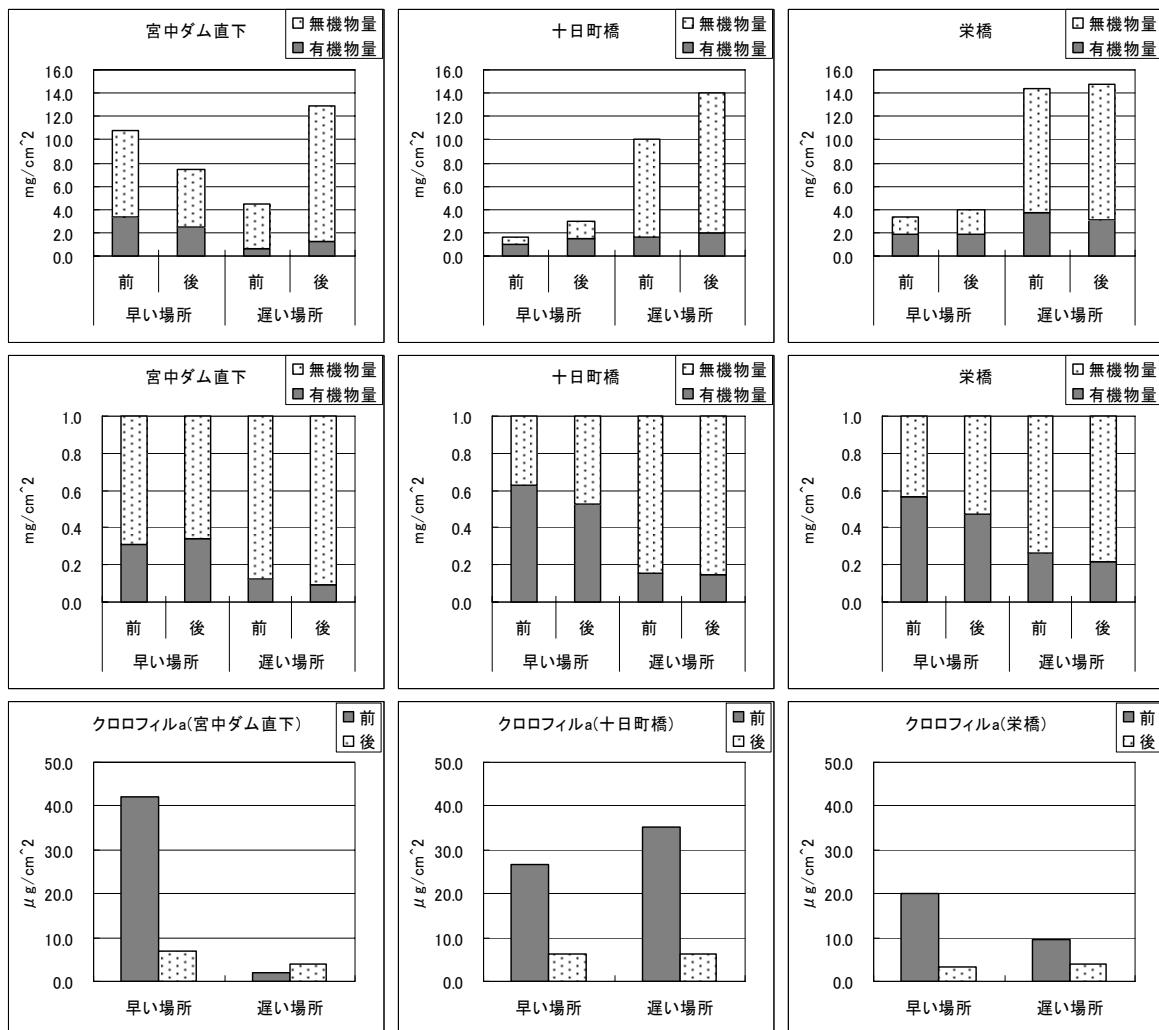 宮中ダム直下
無機物量
有機物量
16.0
14.0
12.0
10.0
8.0
6.0
4.0
2.0
0.0
mg/cm^2
前 後 前 後
早い場所 遅い場所
十日町橋
無機物量
有機物量
16.0
14.0
12.0
10.0
8.0
6.0
4.0
2.0
0.0
mg/cm^2
前 後 前 後
早い場所 遅い場所
栄橋
無機物量
有機物量
16.0
14.0
12.0
10.0
8.0
6.0
4.0
2.0
0.0
mg/cm^2
前 後 前 後
早い場所 遅い場所
宮中ダム直下
無機物量
有機物量
1.0
0.8
0.6
0.4
0.2
0.0
mg/cm^2
前 後 前 後
早い場所 遅い場所
十日町橋
無機物量
有機物量
1.0
0.8
0.6
0.4
0.2
0.0
mg/cm^2
前 後 前 後
早い場所 遅い場所
栄橋
無機物量
有機物量
1.0
0.8
0.6
0.4
0.2
0.0
mg/cm^2
前 後 前 後
早い場所 遅い場所
クロロフィルa(宮中ダム直下)
前
後
50.0
40.0
30.0
20.0
10.0
0.0
μg/cm^2
早い場所 遅い場所
クロロフィルa(十日町橋)
前
後
50.0
40.0
30.0
20.0
10.0
0.0
μg/cm^2
早い場所 遅い場所
クロロフィルa(栄橋)
前
後
50.0
40.0
30.0
20.0
10.0
0.0
μg/cm^2
早い場所 遅い場所